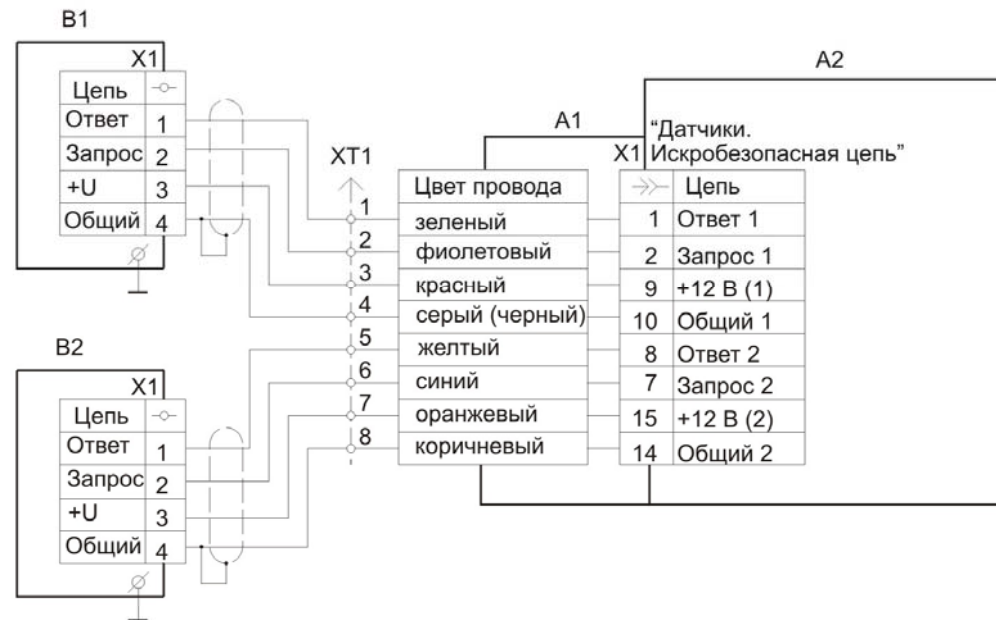 B1
X1
Цепь
Ответ 1
Запрос 2
+U 3
Общий 4
B2
X1
Цепь
Ответ 1
Запрос 2
+U 3
Общий 4
XT1
1
2
3
4
5
6
7
8
A1
Цвет провода
зеленый
фиолетовый
красный
серый (черный)
желтый
синий
оранжевый
коричневый
A2
“Датчики.
X1 Искробезопасная цепь”
Цепь
1 Ответ 1
2 Запрос 1
9 +12 В (1)
10 Общий 1
8 Ответ 2
7 Запрос 2
15 +12 В (2)
14 Общий 2